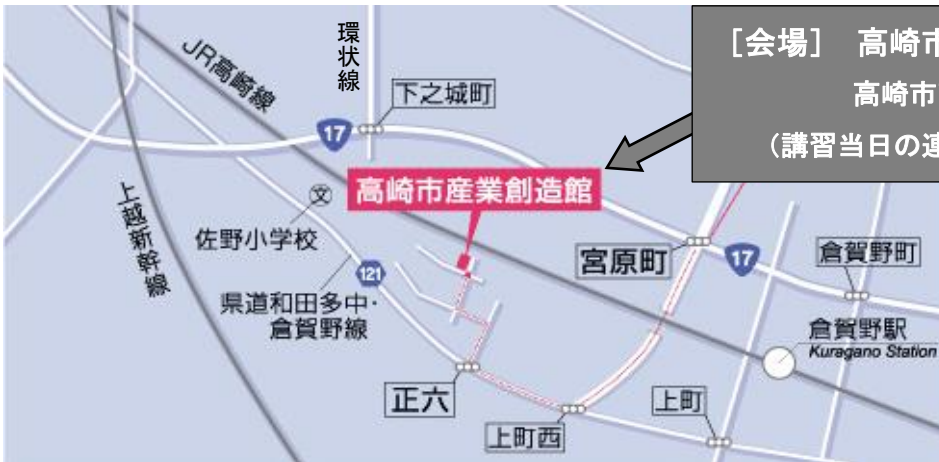 [会場] 高崎市
高崎市
(講習当日の連
環状線
JR高崎線
下之城町
17
高崎市産業創造館
文
佐野小学校
上越新幹線
121
県道和田多中・
倉賀野線
宮原町
17
倉賀野町
倉賀野駅
Kuragano Station
正六
上町
上町西